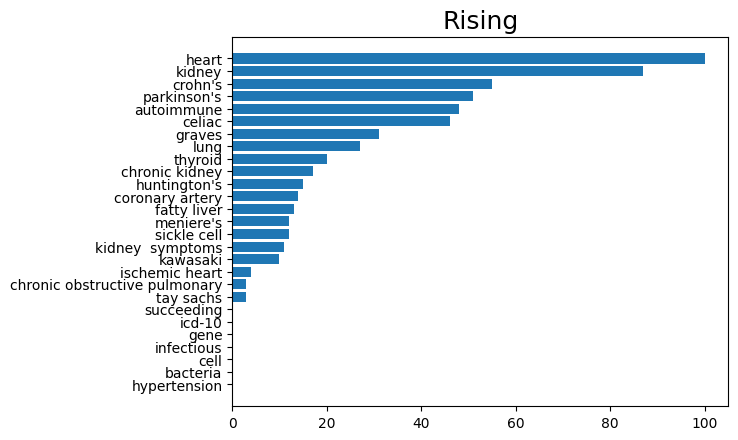 Rising
heart
kidney
crohn's
parkinson's
autoimmune
celiac
graves
lung
thyroid
chronic kidney
huntington's
coronary artery
fatty liver
meniere's
sickle cell
kidney  symptoms
kawasaki
ischemic heart
chronic obstructive pulmonary
tay sachs
succeeding
icd-10
gene
infectious
cell
bacteria
hypertension
0 20 40 60 80 100